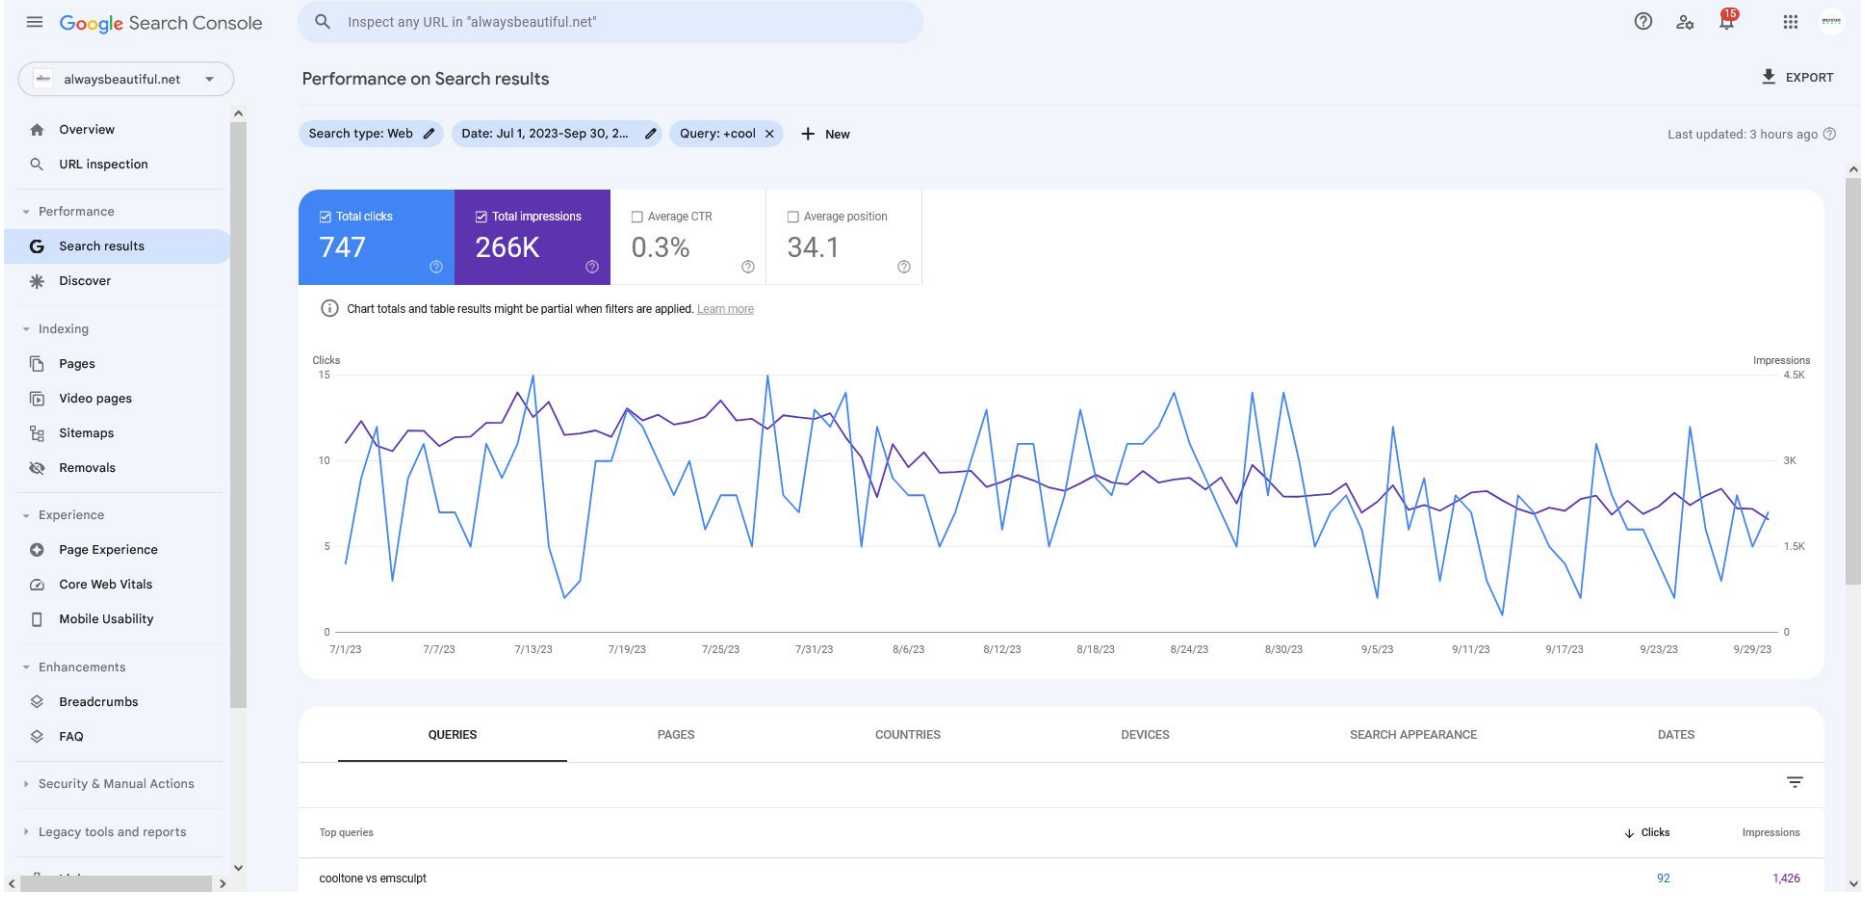 Google Search Console
Inspect any URL in "alwaysbeautiful.net"
15
alwaysbeautiful.net
Performance on Search results
EXPORT
Overview
URL inspection
Performance
Search results
Discover
Indexing
Pages
Video pages
Sitemaps
Removals
Experience
Page Experience
Core Web Vitals
Mobile Usability
Enhancements
Breadcrumbs
FAQ
Security & Manual Actions
Legacy tools and reports
Search type: Web
Date: Jul 1, 2023-Sep 30, 2...
Query: +cool
New
Last updated: 3 hours ago
Total clicks
747
Total impressions
266K
Average CTR
0.3%
Average position
34.1
Chart totals and table results might be partial when filters are applied. Learn more
Clicks
Impressions
15
4.5K
10
3K
5
1.5K
0
0
7/1/23
7/7/23
7/13/23
7/19/23
7/25/23
7/31/23
8/6/23
8/12/23
8/18/23
8/24/23
8/30/23
9/5/23
9/11/23
9/17/23
9/23/23
9/29/23
QUERIES
PAGES
COUNTRIES
DEVICES
SEARCH APPEARANCE
DATES
Top queries
Clicks
Impressions
cooltone vs emsculpt
92
1,426